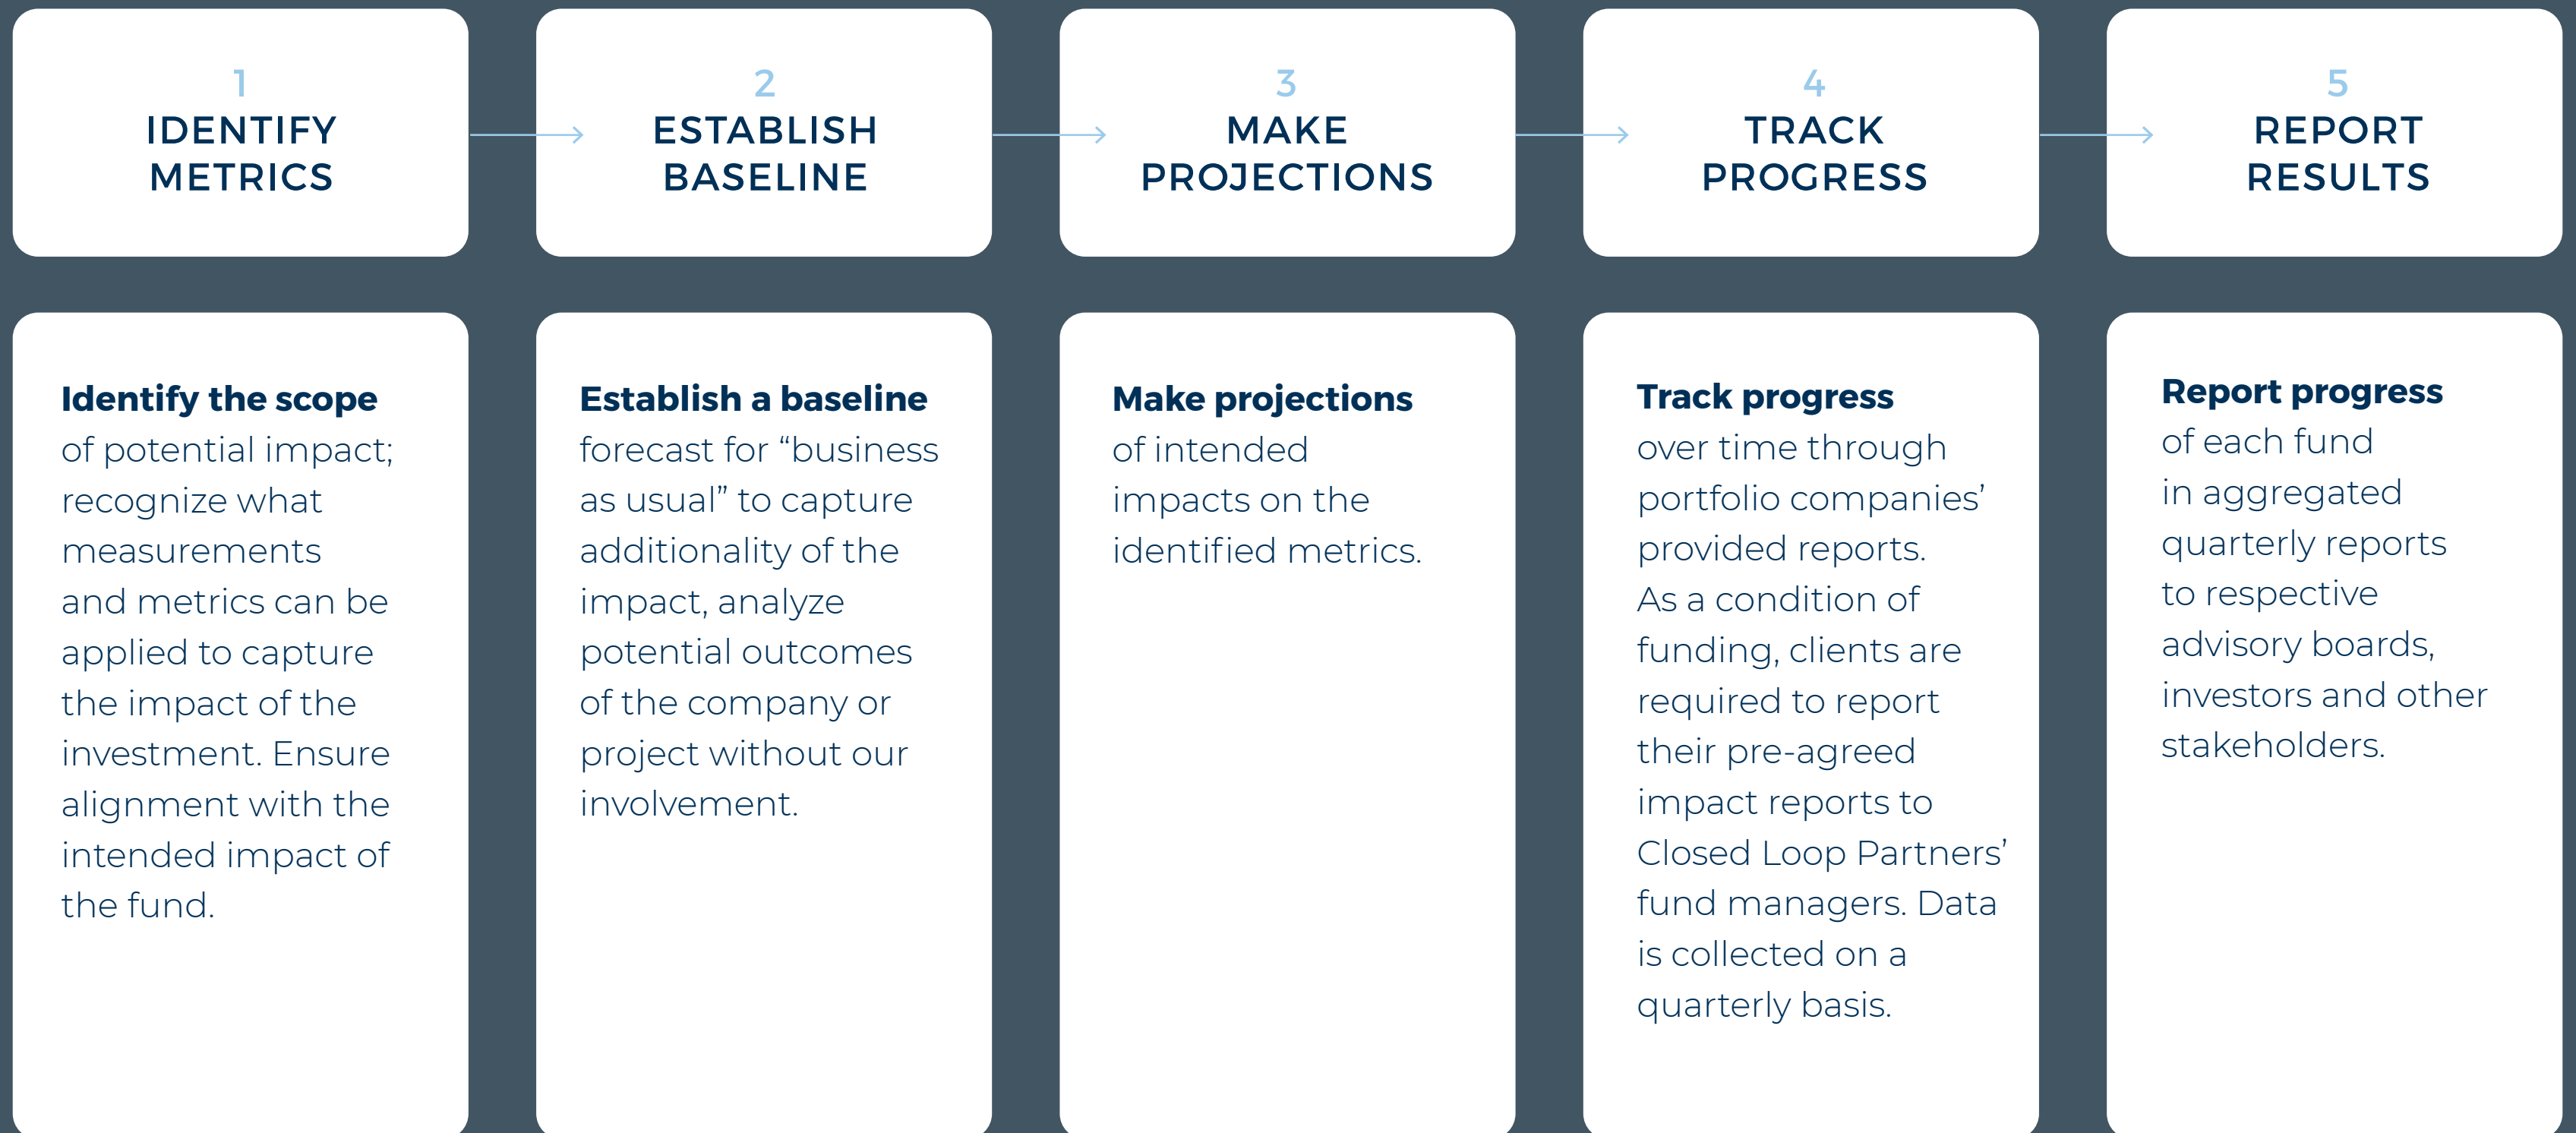 1
IDENTIFY
METRICS
2
ESTABLISH
BASELINE
3
MAKE
PROJECTIONS
4
TRACK
PROGRESS
5
REPORT
RESULTS
Identify the scope
of potential impact;
recognize what
measurements
and metrics can be
applied to capture
the impact of the
investment. Ensure
alignment with the
intended impact of
the fund.
Establish a baseline
forecast for “business
as usual” to capture
additionality of the
impact, analyze
potential outcomes
of the company or
project without our
involvement.
Make projections
of intended
impacts on the
identified metrics.
Track progress
over time through
portfolio companies’
provided reports.
As a condition of
funding, clients are
required to report
their pre-agreed
impact reports to
Closed Loop Partners’
fund managers. Data
is collected on a
quarterly basis.
Report progress
of each fund
in aggregated
quarterly reports
to respective
advisory boards,
investors and other
stakeholders.